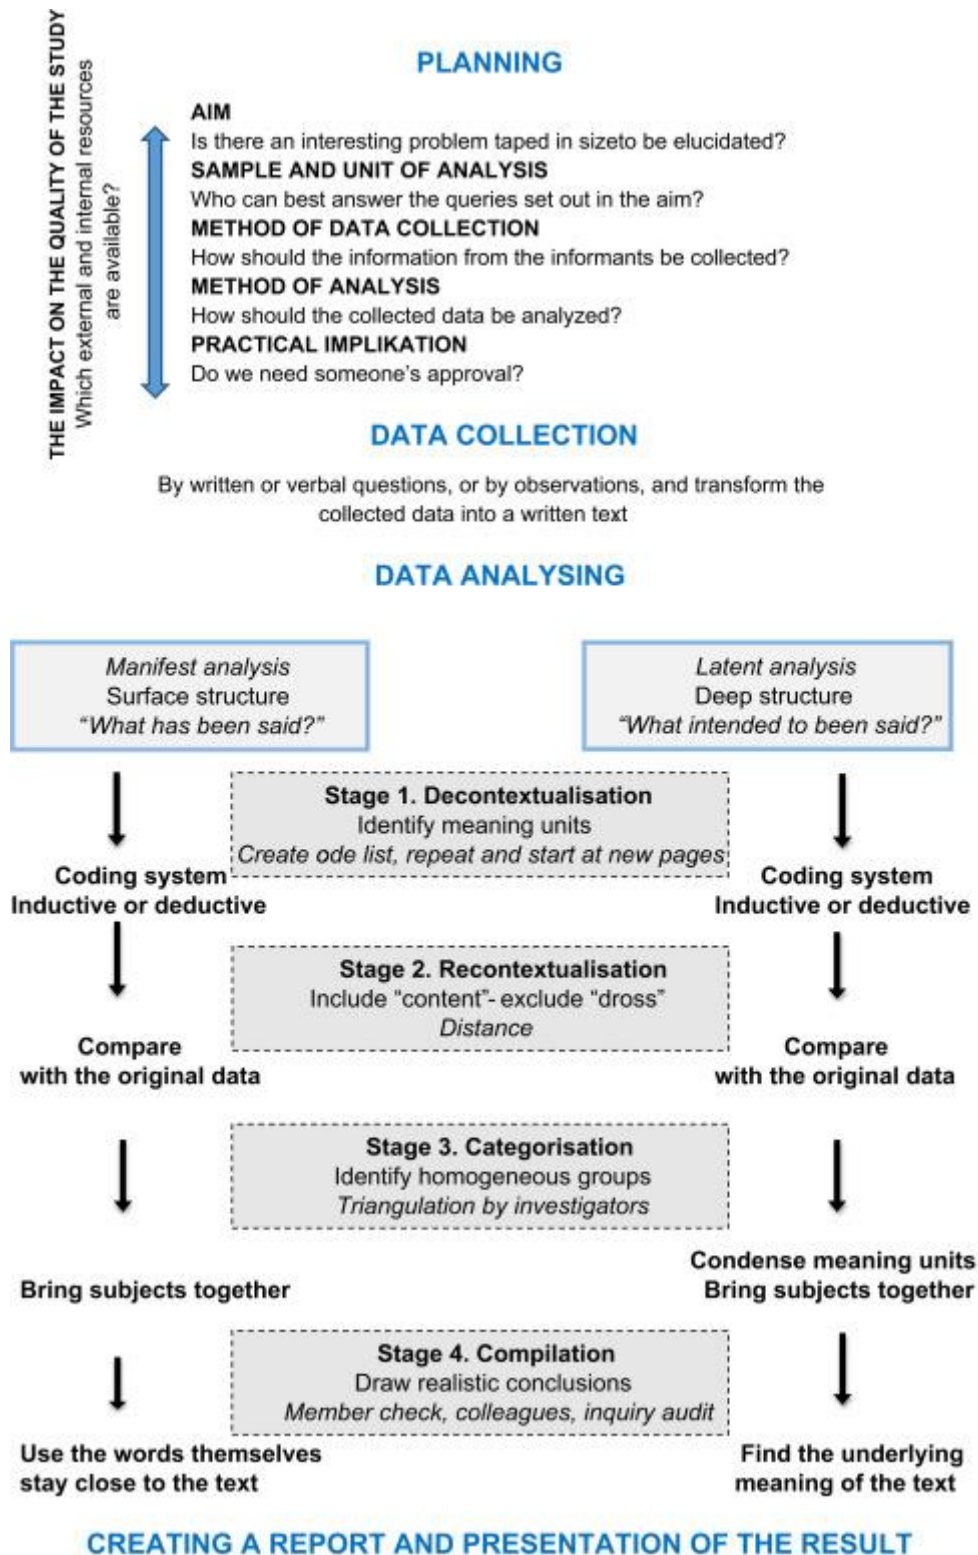 THE IMPACT ON THE QUALITY OF THE STUDY
Which external and internal resources
are available?
PLANNING
AIM
Is there an interesting problem taped in sizeto be elucidated?
SAMPLE AND UNIT OF ANALYSIS
Who can best answer the queries set out in the aim?
METHOD OF DATA COLLECTION
How should the information from the informants be collected?
METHOD OF ANALYSIS
How should the collected data be analyzed?
PRACTICAL IMPLIKATION
Do we need someone's approval?
DATA COLLECTION
By written or verbal questions, or by observations, and transform the
collected data into a written text
DATA ANALYSING
Manifest analysis
Surface structure
“What has been said?”
Latent analysis
Deep structure
“What intended to been said?”
Stage 1. Decontextualisation
Identify meaning units
Create ode list, repeat and start at new pages
Coding system
Inductive or deductive
Coding system
Inductive or deductive
Stage 2. Recontextualisation
Include “content”- exclude “dross”
Distance
Compare
with the original data
Compare
with the original data
Stage 3. Categorisation
Identify homogeneous groups
Triangulation by investigators
Bring subjects together
Condense meaning units
Bring subjects together
Stage 4. Compilation
Draw realistic conclusions
Member check, colleagues, inquiry audit
Use the words themselves
stay close to the text
Find the underlying
meaning of the text
CREATING A REPORT AND PRESENTATION OF THE RESULT